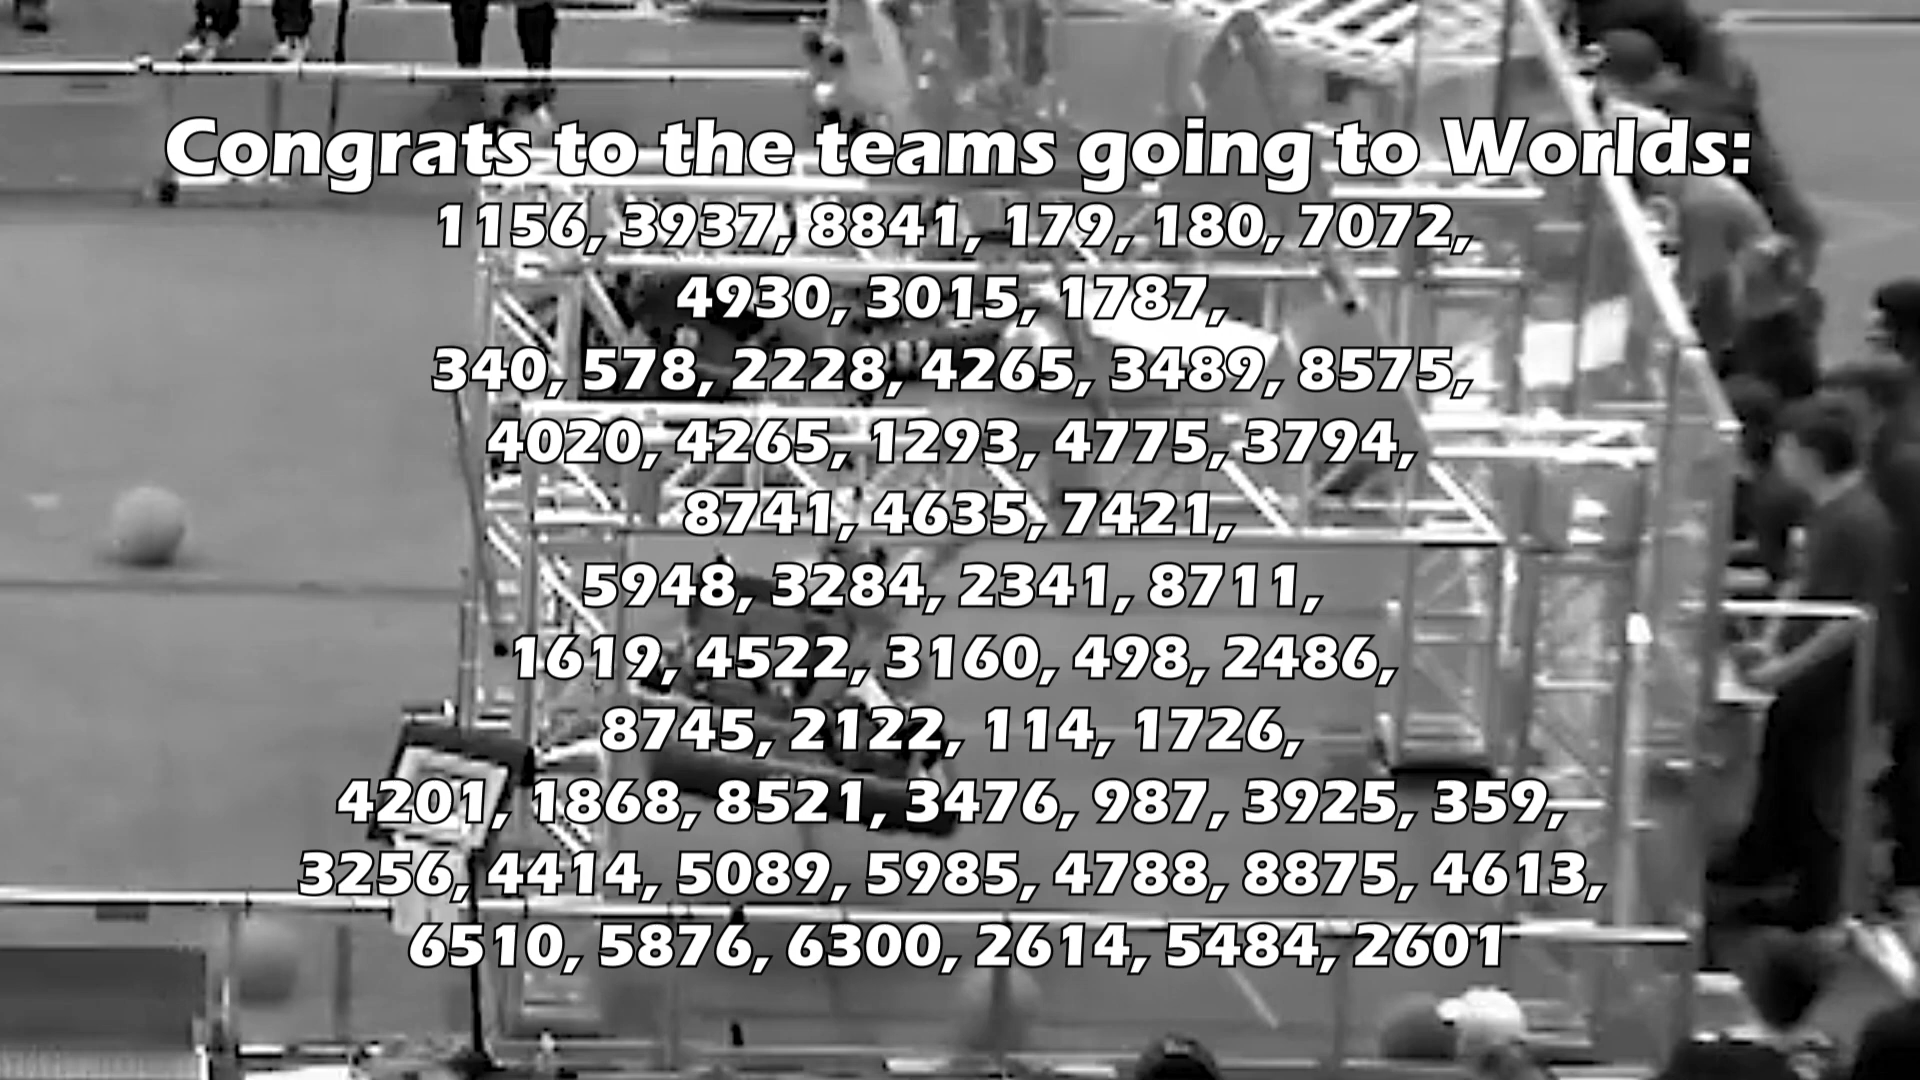 Congrats to the teams going to Worlds:
1156, 3937, 8841, 179, 180, 7072,
4930, 3015, 1787,
340, 578, 2228, 4265, 3489, 8575,
4020, 4265, 1293, 4775, 3794,
8741, 4635, 7421,
5948, 3284, 2341, 8711,
1619, 4522, 3160, 498, 2486,
8745, 2122, 114, 1726,
4201, 1868, 8521, 3476, 987, 3925, 359,
3256, 4414, 5089, 5985, 4788, 8875, 4613,
6510, 5876, 6300, 2614, 5484, 2601